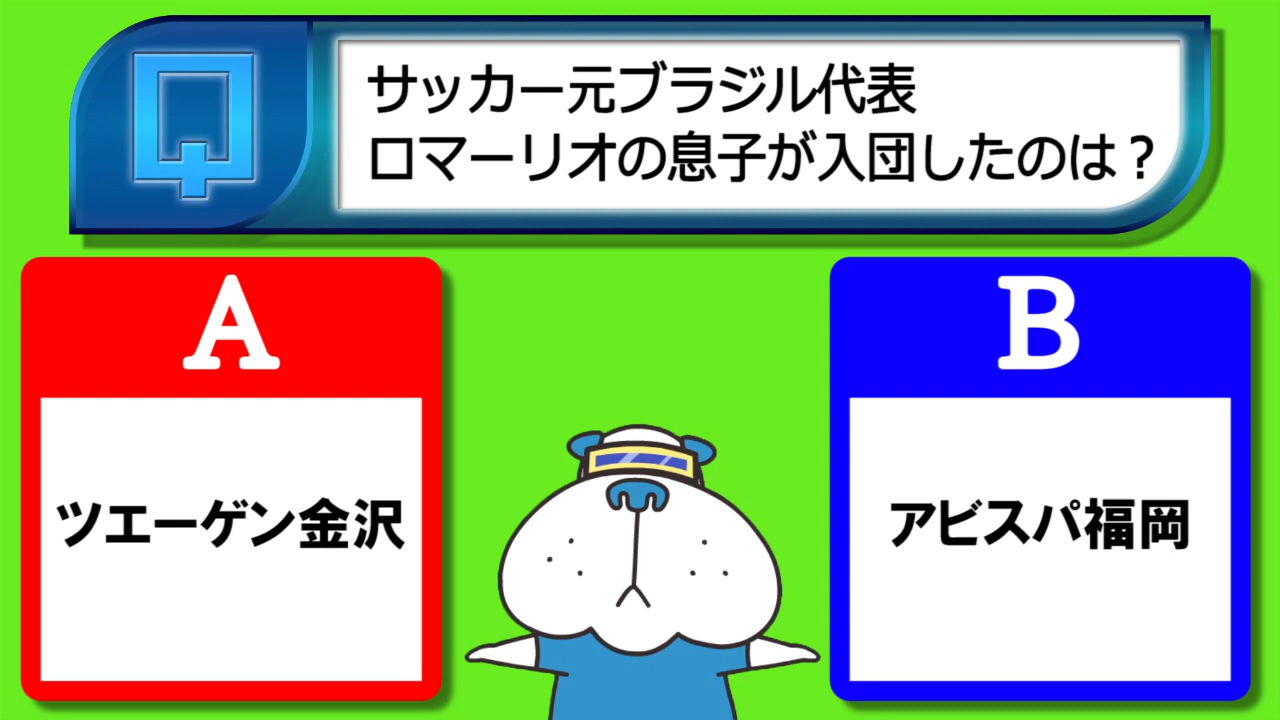 Q
サッカー元ブラジル代表
ロマーリオの息子が入団したのは？
A
ツエーゲン金沢
B
アビスパ福岡